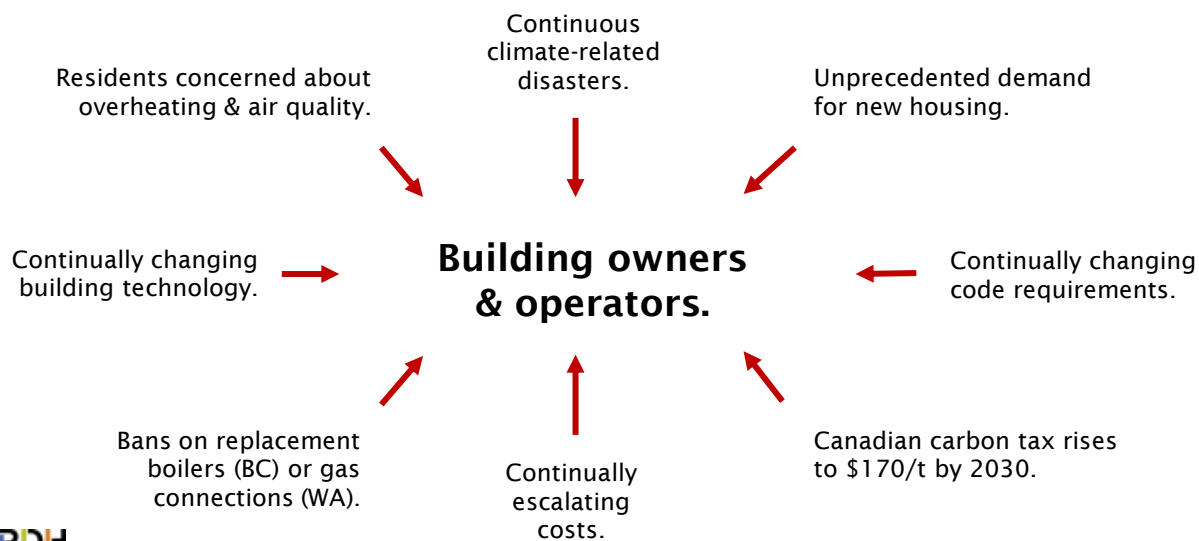 Continuous
climate-related
disasters.
Residents concerned about
overheating & air quality.
Unprecedented demand
for new housing.
Continually changing
building technology.
Building owners
& operators.
Continually changing
code requirements.
Bans on replacement
boilers (BC) or gas
connections (WA).
Continually
escalating
costs.
Canadian carbon tax rises
to $170/t by 2030.